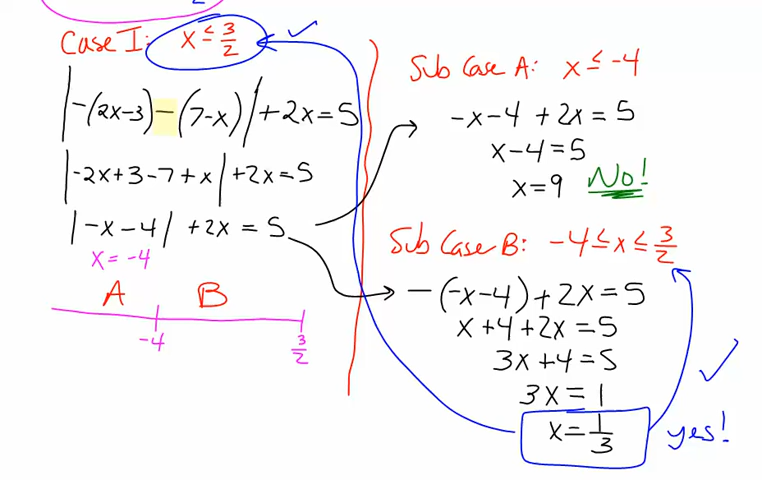 Case I: x ≤ 3/2
|-(2x-3) - (7-x)| + 2x = 5
|-2x+3-7+x| + 2x = 5
|-x-4| + 2x = 5
x = -4
A B
-4 3/2
Sub Case A: x ≤ -4
-x-4 + 2x = 5
x-4 = 5
x = 9 No!
Sub Case B: -4 ≤ x ≤ 3/2
-(-x-4) + 2x = 5
x+4+2x = 5
3x+4 = 5
3x = 1
x = 1/3 yes!